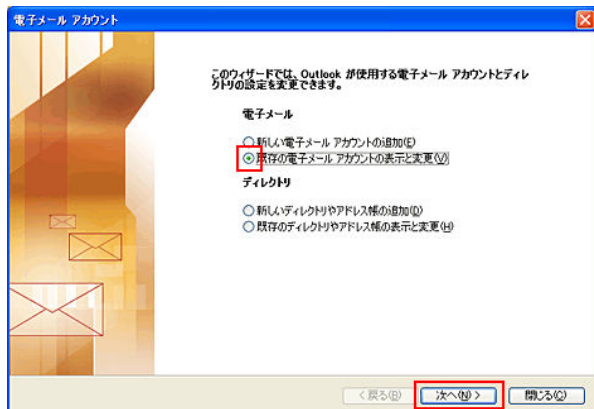 電子メール アカウント
このウィザードでは、Outlook が使用する電子メール アカウントとディレ
クトリの設定を変更できます。
電子メール
新しい電子メール アカウントの追加(E)
既存の電子メール アカウントの表示と変更(V)
ディレクトリ
新しいディレクトリやアドレス帳の追加(D)
既存のディレクトリやアドレス帳の表示と変更(H)
< 戻る(B) 次へ(N) > 閉じる(C)